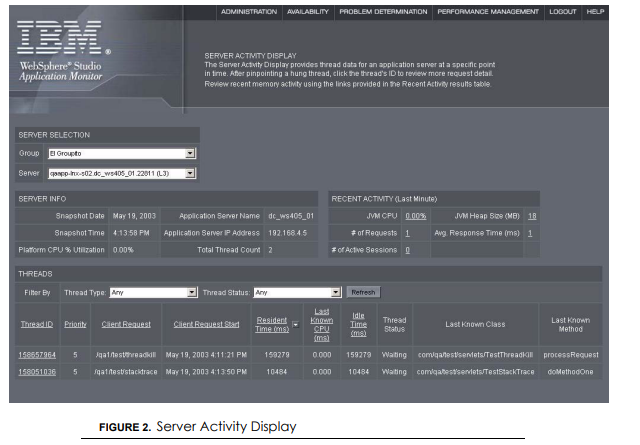 ADMINISTRATION AVAILABILITY PROBLEM DETERMINATION PERFORMANCE MANAGEMENT LOGOUT HELP
IBM®
WebSphere® Studio
Application Monitor
SERVER ACTIVITY DISPLAY
The Server Activity Display provides thread data for an application server at a specific point
in time. After pinpointing a hung thread, click the thread's ID to review more request detail.
Review recent memory activity using the links provided in the Recent Activity results table.
SERVER SELECTION
Group El Groupito
Server qaapp-lnx-s02.dc_ws405_01.22811 (L3)
SERVER INFO
Snapshot Date May 19, 2003 Application Server Name dc_ws405_01
Snapshot Time 4:13:58 PM Application Server IP Address 192.168.4.5
Platform CPU % Utilization 0.00% Total Thread Count 2
RECENT ACTIVITY (Last Minute)
JVM CPU 0.00% JVM Heap Size (MB) 18
# of Requests 1 Avg. Response Time (ms) 1
# of Active Sessions 0
THREADS
Filter By Thread Type: Any Thread Status: Any Refresh
Thread ID Priority Client Request Client Request Start Resident Time (ms) Last Known CPU (ms) Idle Time (ms) Thread Status Last Known Class Last Known Method
158657964 5 /qa1/test/threadkill May 19, 2003 4:11:21 PM 159279 0.000 159279 Waiting com/qa/test/servlets/TestThreadKill processRequest
158051036 5 /qa1/test/stacktrace May 19, 2003 4:13:50 PM 10484 0.000 10484 Waiting com/qa/test/servlets/TestStackTrace doMethodOne
FIGURE 2. Server Activity Display